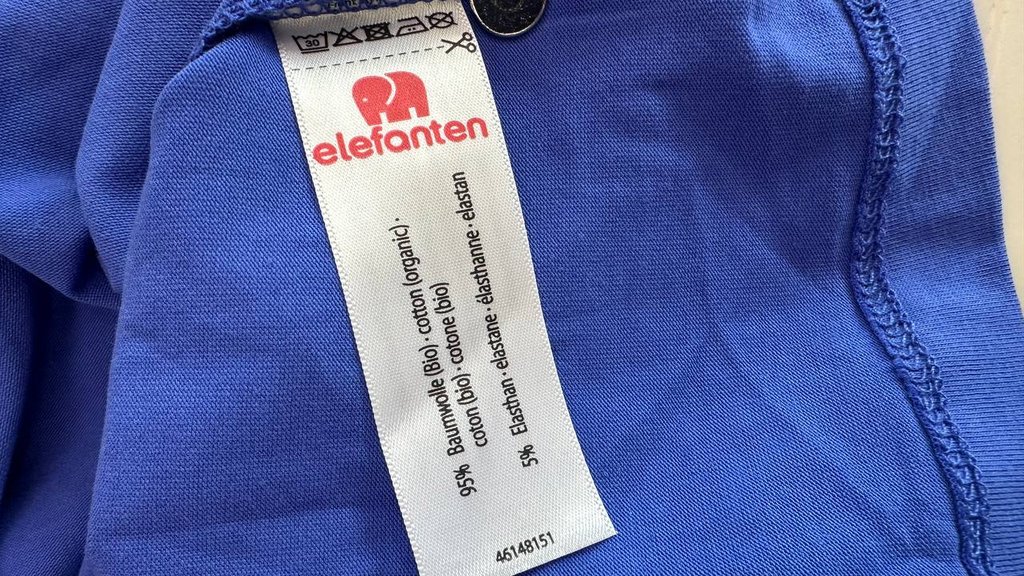 30
elefanten
95% Baumwolle (Bio) · cotton (organic) ·
coton (bio) · cotone (bio)
5% Elasthan · elastane · élasthanne · elastan
46148151